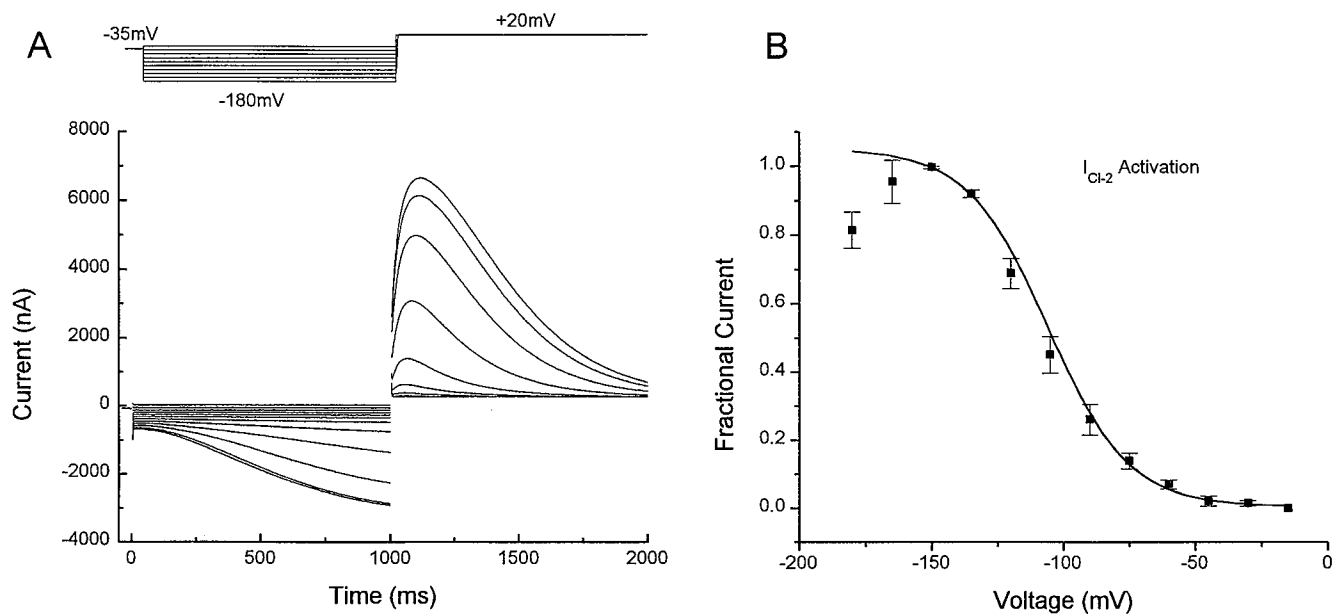 A
-35mV
+20mV
-180mV
8000
6000
4000
2000
0
-2000
-4000
Current (nA)
0
500
1000
1500
2000
Time (ms)
B
I_Cl-2 Activation
1.0
0.8
0.6
0.4
0.2
0.0
Fractional Current
-200
-150
-100
-50
0
Voltage (mV)